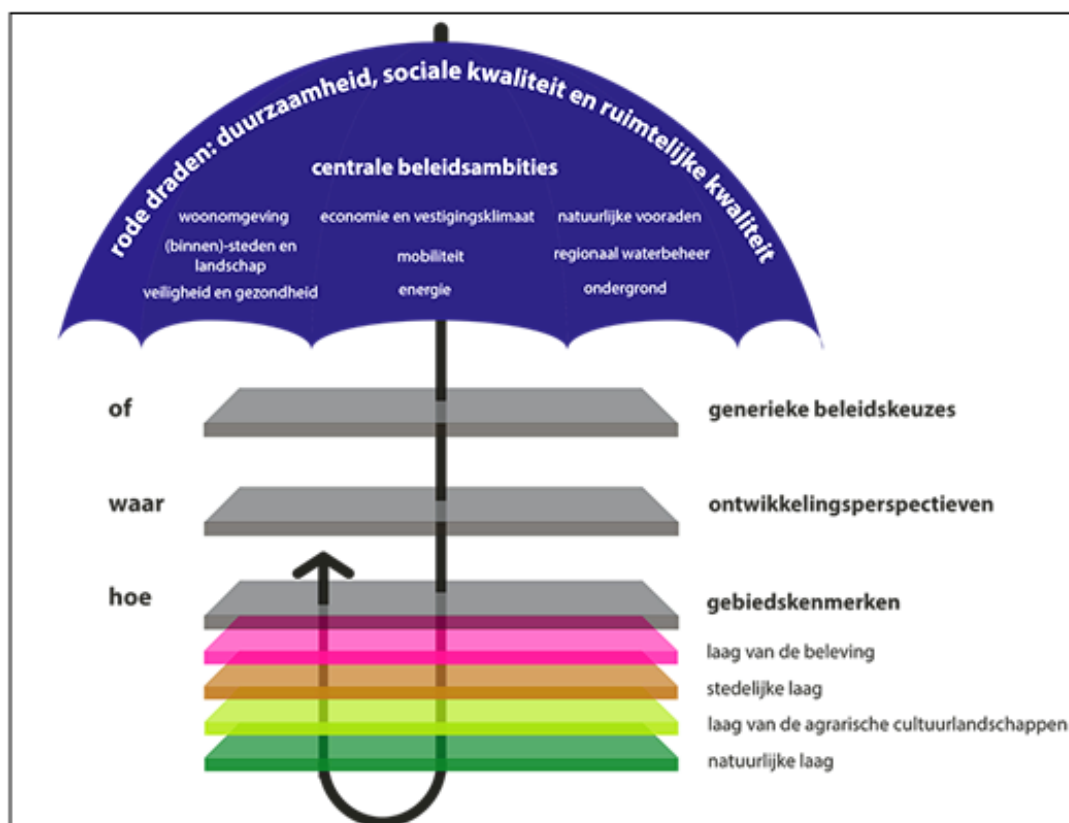 rode draden: duurzaamheid, sociale kwaliteit en ruimtelijke kwaliteit
centrale beleidsambities
woonomgeving
(binnen)-steden en
landschap
veiligheid en gezondheid
economie en vestigingsklimaat
mobiliteit
energie
natuurlijke vooraden
regionaal waterbeheer
ondergrond
of
generieke beleidskeuzes
waar
ontwikkelingsperspectieven
hoe
gebiedskenmerken
laag van de beleving
stedelijke laag
laag van de agrarische cultuurlandschappen
natuurlijke laag